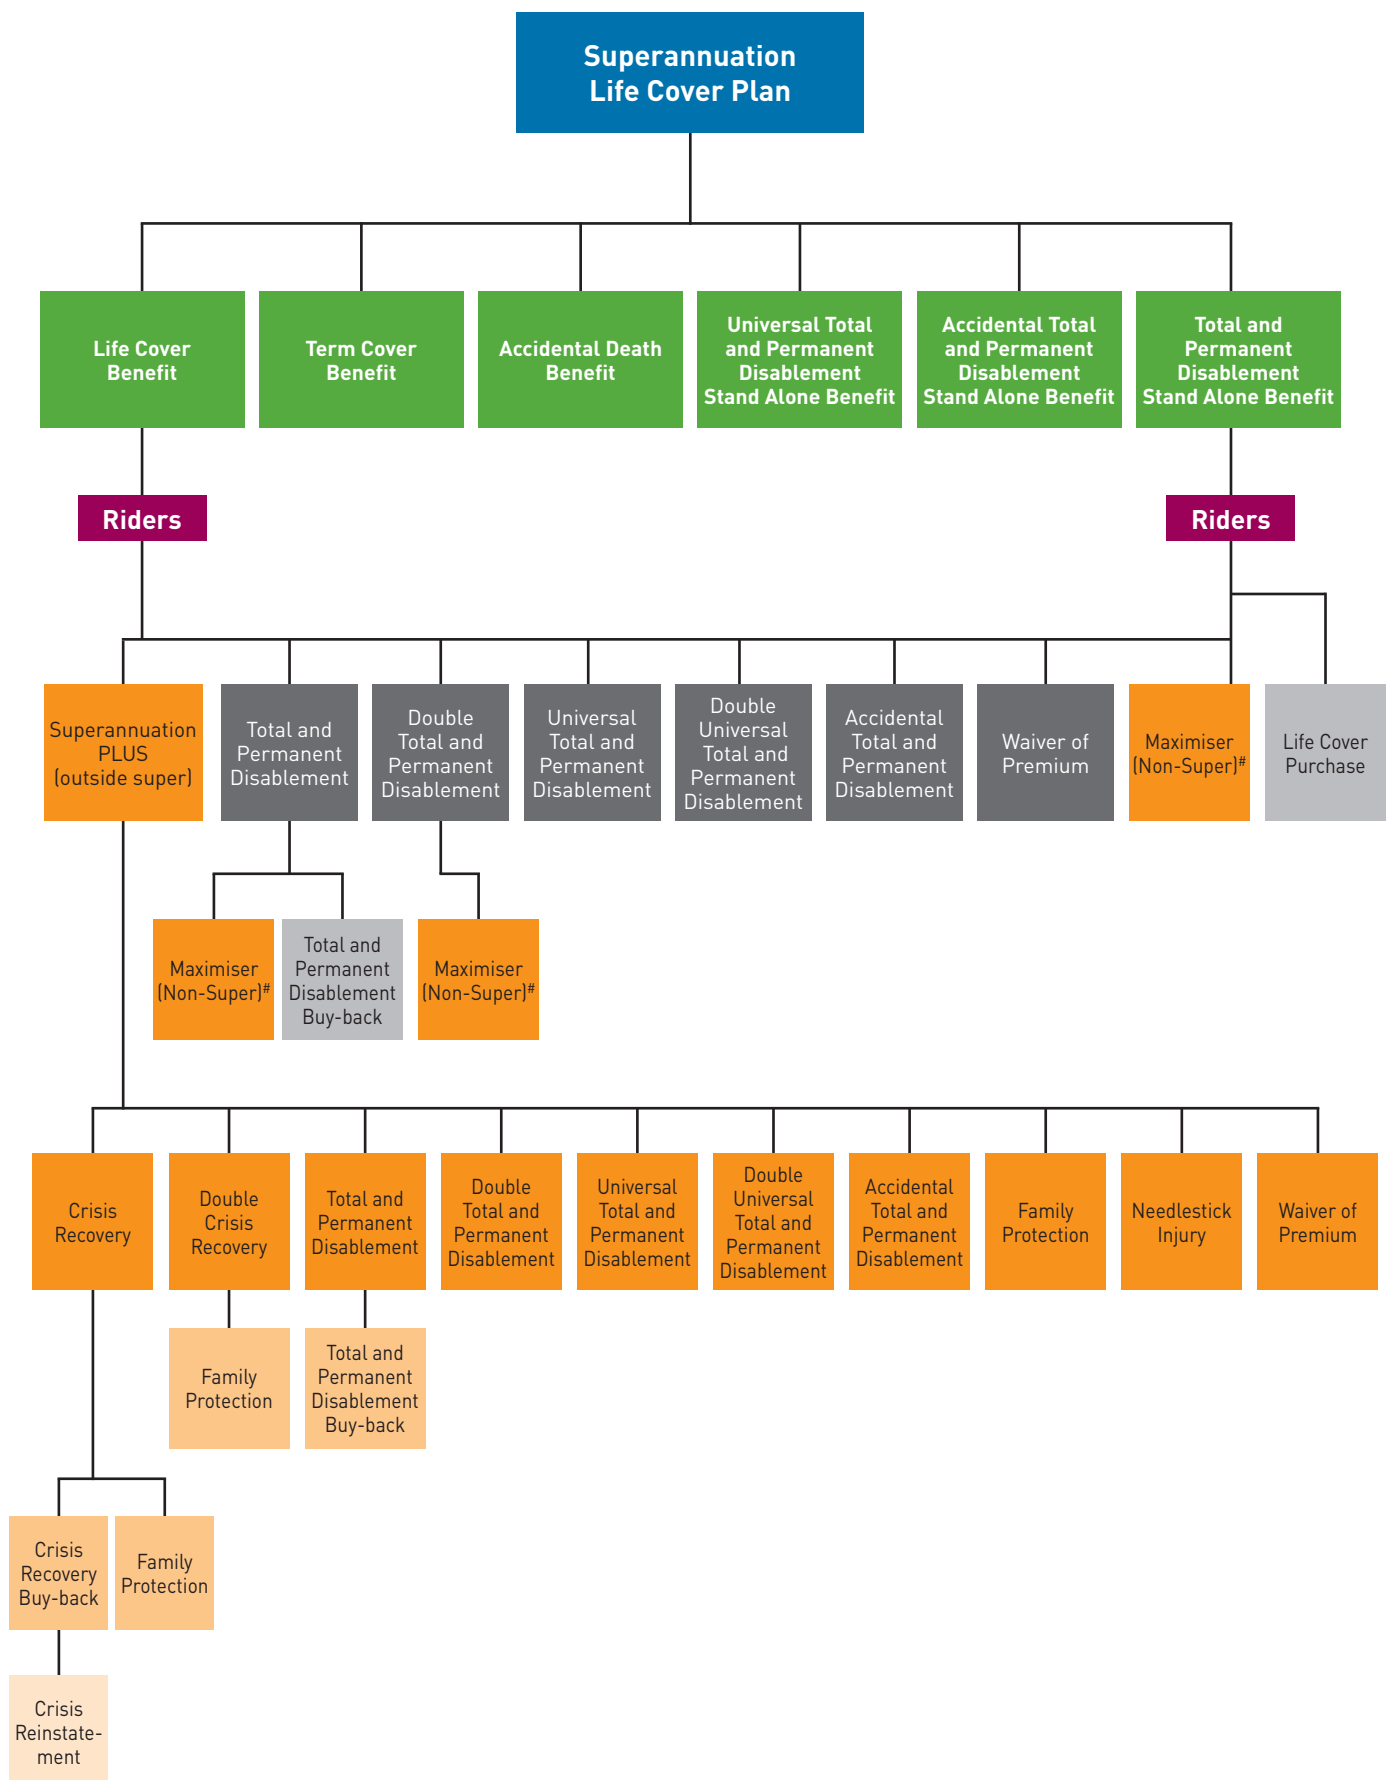 Superannuation
Life Cover Plan
Life Cover
Benefit
Term Cover
Benefit
Accidental Death
Benefit
Universal Total
and Permanent
Disablement
Stand Alone Benefit
Accidental Total
and Permanent
Disablement
Stand Alone Benefit
Total and
Permanent
Disablement
Stand Alone Benefit
Riders
Riders
Superannuation
PLUS
(outside super)
Total and
Permanent
Disablement
Double
Total and
Permanent
Disablement
Universal
Total and
Permanent
Disablement
Double
Universal
Total and
Permanent
Disablement
Accidental
Total and
Permanent
Disablement
Waiver of
Premium
Maximiser
(Non-Super)#
Life Cover
Purchase
Maximiser
(Non-Super)#
Total and
Permanent
Disablement
Buy-back
Maximiser
(Non-Super)#
Crisis
Recovery
Double
Crisis
Recovery
Total and
Permanent
Disablement
Double
Total and
Permanent
Disablement
Universal
Total and
Permanent
Disablement
Double
Universal
Total and
Permanent
Disablement
Accidental
Total and
Permanent
Disablement
Family
Protection
Needlestick
Injury
Waiver of
Premium
Family
Protection
Total and
Permanent
Disablement
Buy-back
Crisis
Recovery
Buy-back
Family
Protection
Crisis
Reinstate-
ment